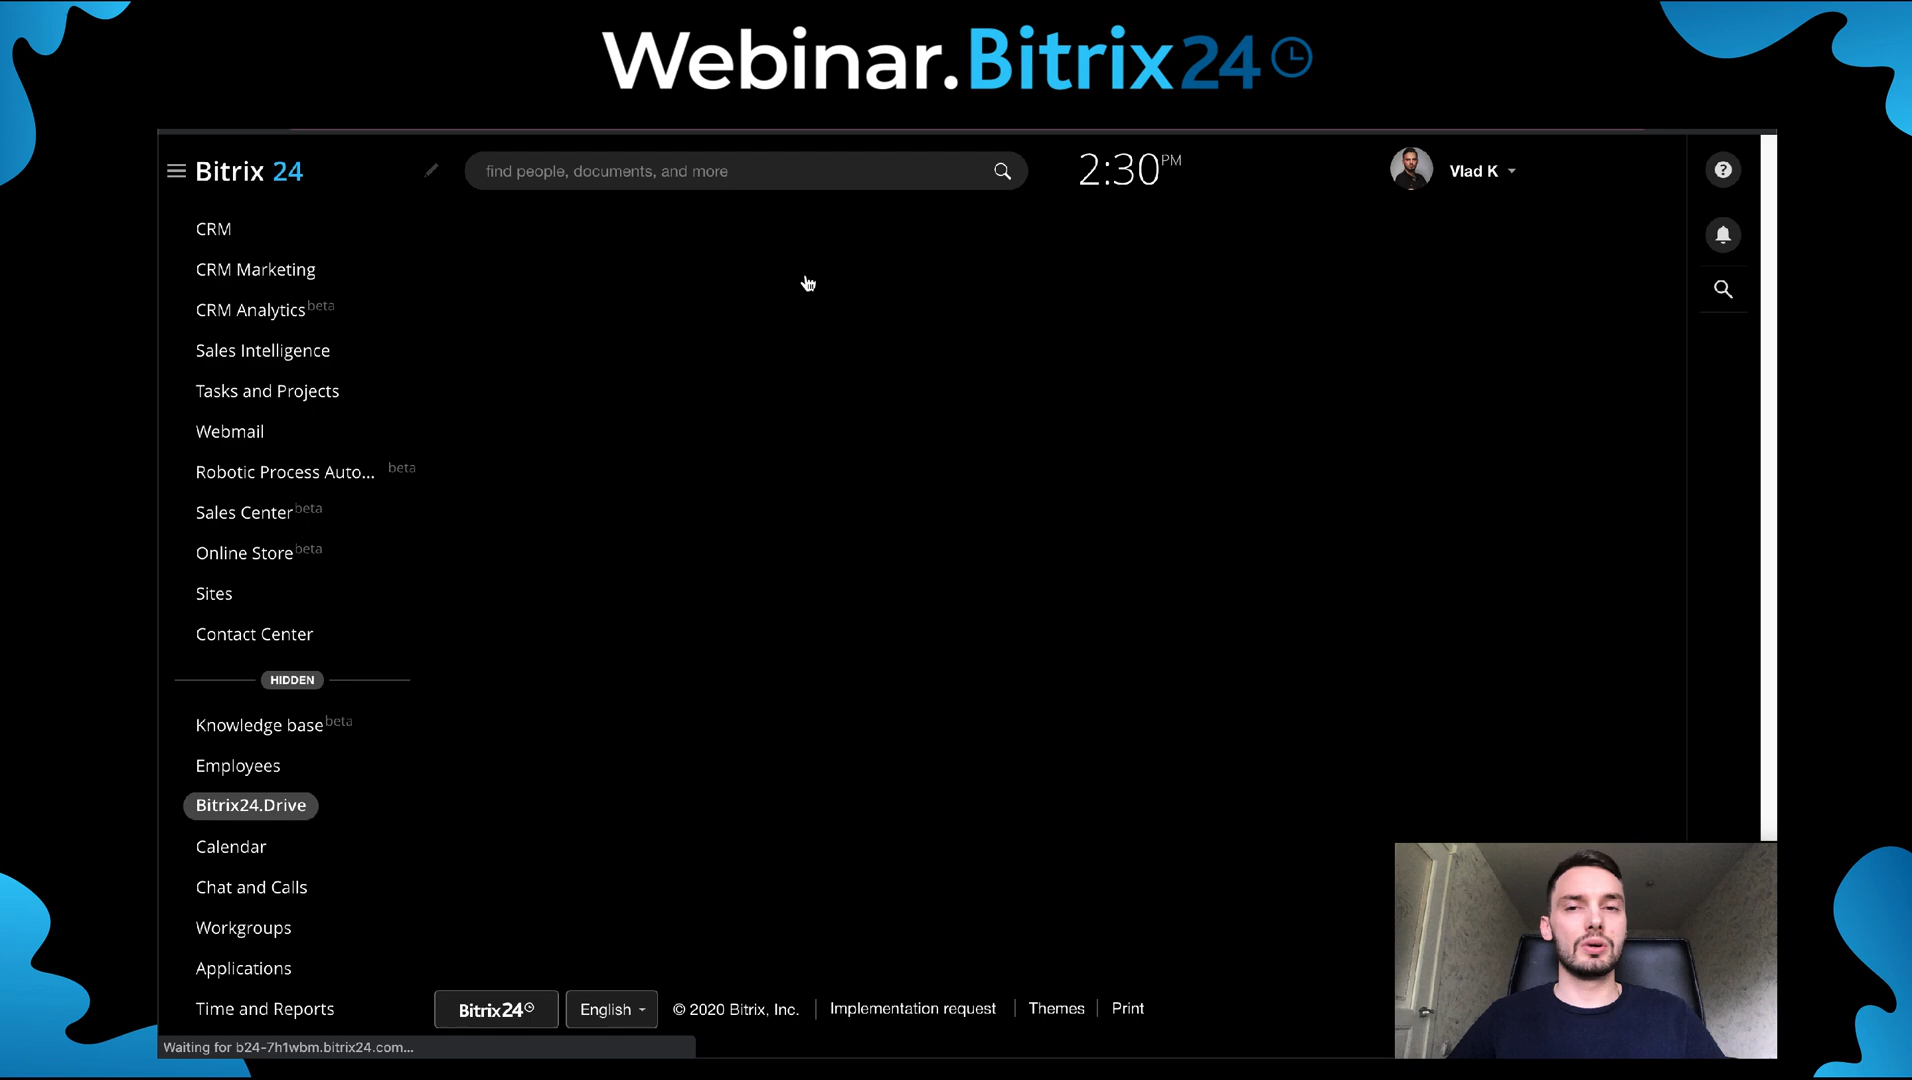 Webinar.Bitrix24
Bitrix 24
find people, documents, and more
2:30 PM
Vlad K
CRM
CRM Marketing
CRM Analytics beta
Sales Intelligence
Tasks and Projects
Webmail
Robotic Process Auto... beta
Sales Center beta
Online Store beta
Sites
Contact Center
HIDDEN
Knowledge base beta
Employees
Bitrix24.Drive
Calendar
Chat and Calls
Workgroups
Applications
Time and Reports
Bitrix24
English
© 2020 Bitrix, Inc.
Implementation request
Themes
Print
Waiting for b24-7h1wbm.bitrix24.com...